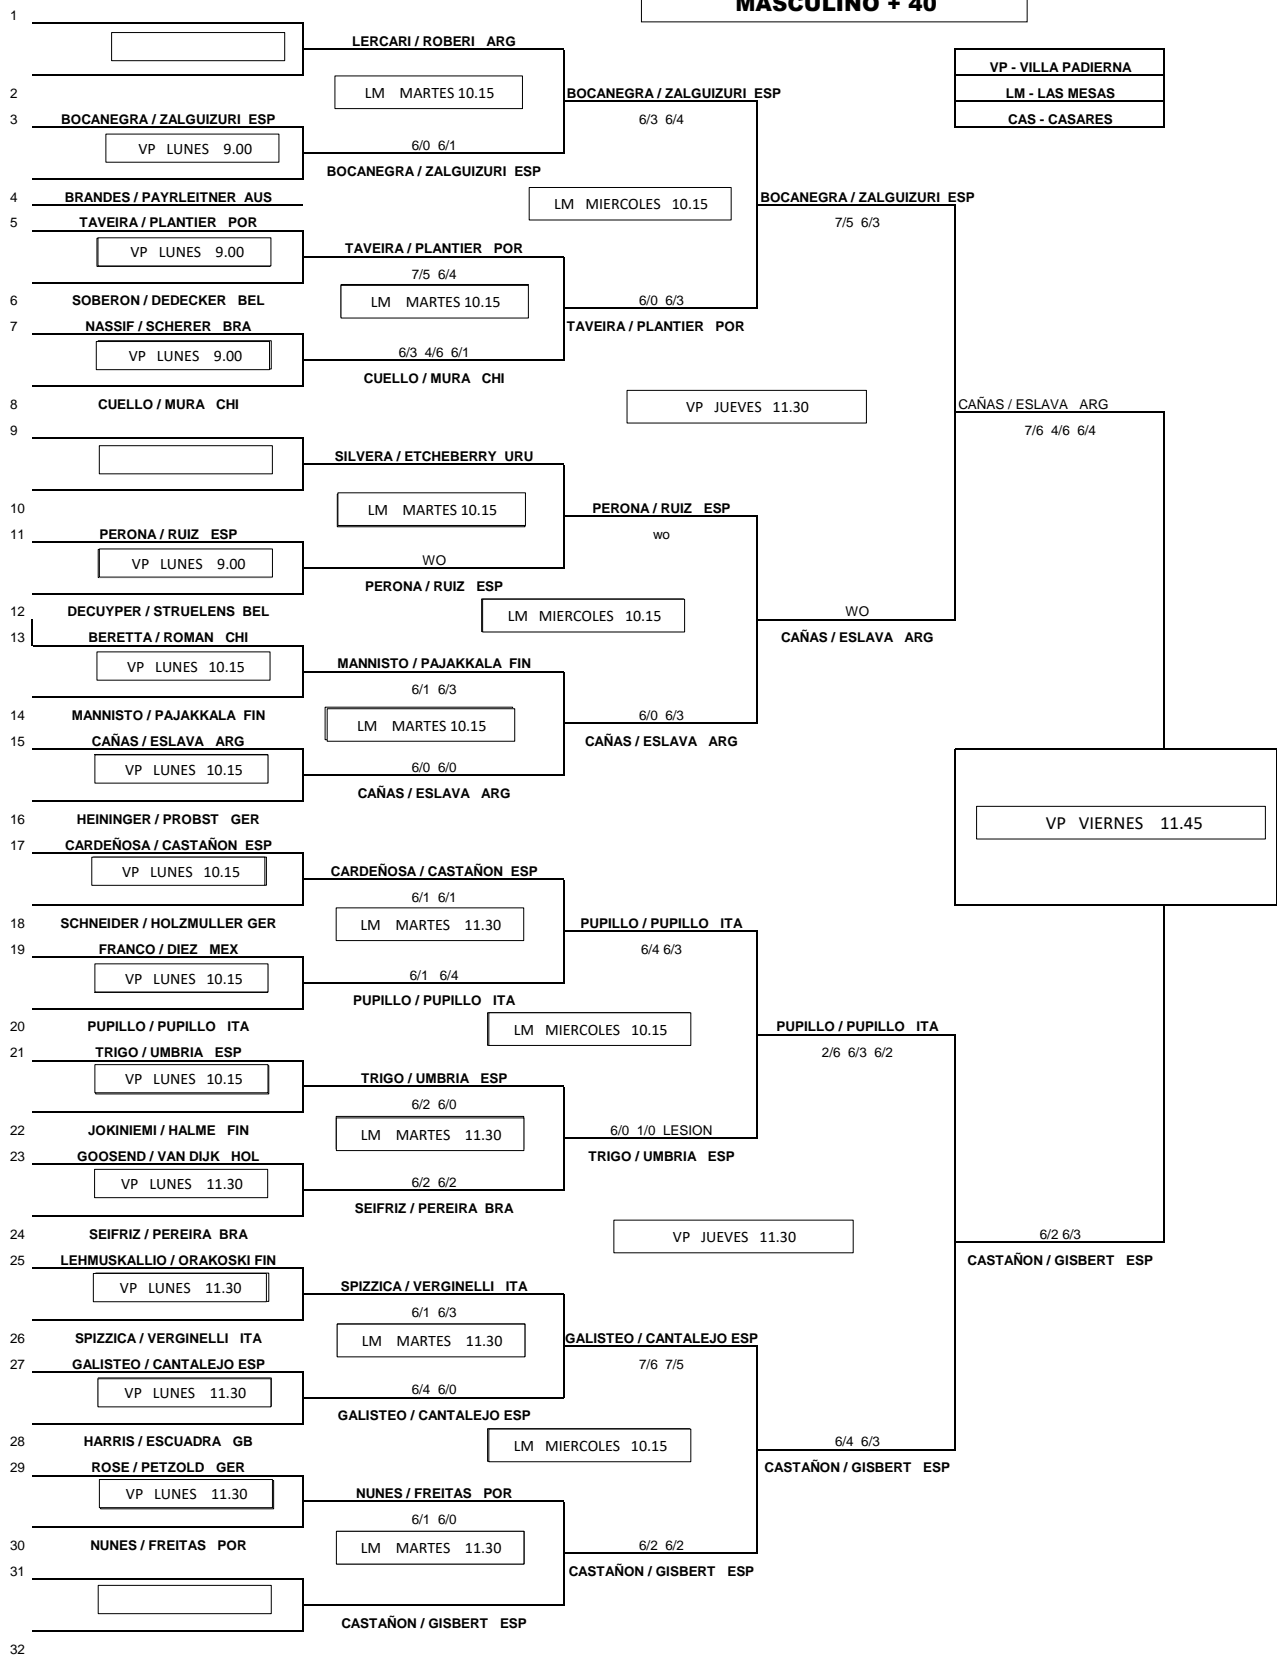 MASCULINO + 40
1
LERCARI / ROBERI ARG
VP - VILLA PADIERNA
2
LM MARTES 10.15
BOCANEGRA / ZALGUIZURI ESP
LM - LAS MESAS
3
BOCANEGRA / ZALGUIZURI ESP
6/3 6/4
CAS - CASARES
VP LUNES 9.00
6/0 6/1
BOCANEGRA / ZALGUIZURI ESP
4
BRANDES / PAYRLEITNER AUS
LM MIERCOLES 10.15
BOCANEGRA / ZALGUIZURI ESP
5
TAVEIRA / PLANTIER POR
7/5 6/3
VP LUNES 9.00
TAVEIRA / PLANTIER POR
7/5 6/4
6
SOBERON / DEDECKER BEL
LM MARTES 10.15
6/0 6/3
7
NASSIF / SCHERER BRA
TAVEIRA / PLANTIER POR
VP LUNES 9.00
6/3 4/6 6/1
CUELLO / MURA CHI
8
CUELLO / MURA CHI
VP JUEVES 11.30
CAÑAS / ESLAVA ARG
9
7/6 4/6 6/4
SILVERA / ETCHEBERRY URU
10
LM MARTES 10.15
PERONA / RUIZ ESP
11
PERONA / RUIZ ESP
wo
VP LUNES 9.00
WO
PERONA / RUIZ ESP
12
DECUYPER / STRUELENS BEL
LM MIERCOLES 10.15
WO
13
BERETTA / ROMAN CHI
CAÑAS / ESLAVA ARG
VP LUNES 10.15
MANNISTO / PAJAKKALA FIN
6/1 6/3
14
MANNISTO / PAJAKKALA FIN
LM MARTES 10.15
6/0 6/3
15
CAÑAS / ESLAVA ARG
CAÑAS / ESLAVA ARG
VP LUNES 10.15
6/0 6/0
CAÑAS / ESLAVA ARG
16
HEININGER / PROBST GER
VP VIERNES 11.45
17
CARDEÑOSA / CASTAÑON ESP
VP LUNES 10.15
CARDEÑOSA / CASTAÑON ESP
6/1 6/1
18
SCHNEIDER / HOLZMULLER GER
LM MARTES 11.30
PUPILLO / PUPILLO ITA
19
FRANCO / DIEZ MEX
6/4 6/3
VP LUNES 10.15
6/1 6/4
PUPILLO / PUPILLO ITA
20
PUPILLO / PUPILLO ITA
LM MIERCOLES 10.15
PUPILLO / PUPILLO ITA
21
TRIGO / UMBRIA ESP
2/6 6/3 6/2
VP LUNES 10.15
TRIGO / UMBRIA ESP
6/2 6/0
22
JOKINIEMI / HALME FIN
LM MARTES 11.30
6/0 1/0 LESION
23
GOOSEND / VAN DIJK HOL
TRIGO / UMBRIA ESP
VP LUNES 11.30
6/2 6/2
SEIFRIZ / PEREIRA BRA
24
SEIFRIZ / PEREIRA BRA
VP JUEVES 11.30
6/2 6/3
25
LEHMUSKALLIO / ORAKOSKI FIN
CASTAÑON / GISBERT ESP
VP LUNES 11.30
SPIZZICA / VERGINELLI ITA
6/1 6/3
26
SPIZZICA / VERGINELLI ITA
LM MARTES 11.30
GALISTEO / CANTALEJO ESP
27
GALISTEO / CANTALEJO ESP
7/6 7/5
VP LUNES 11.30
6/4 6/0
GALISTEO / CANTALEJO ESP
28
HARRIS / ESCUADRA GB
LM MIERCOLES 10.15
6/4 6/3
29
ROSE / PETZOLD GER
CASTAÑON / GISBERT ESP
VP LUNES 11.30
NUNES / FREITAS POR
6/1 6/0
30
NUNES / FREITAS POR
LM MARTES 11.30
6/2 6/2
31
CASTAÑON / GISBERT ESP
CASTAÑON / GISBERT ESP
32